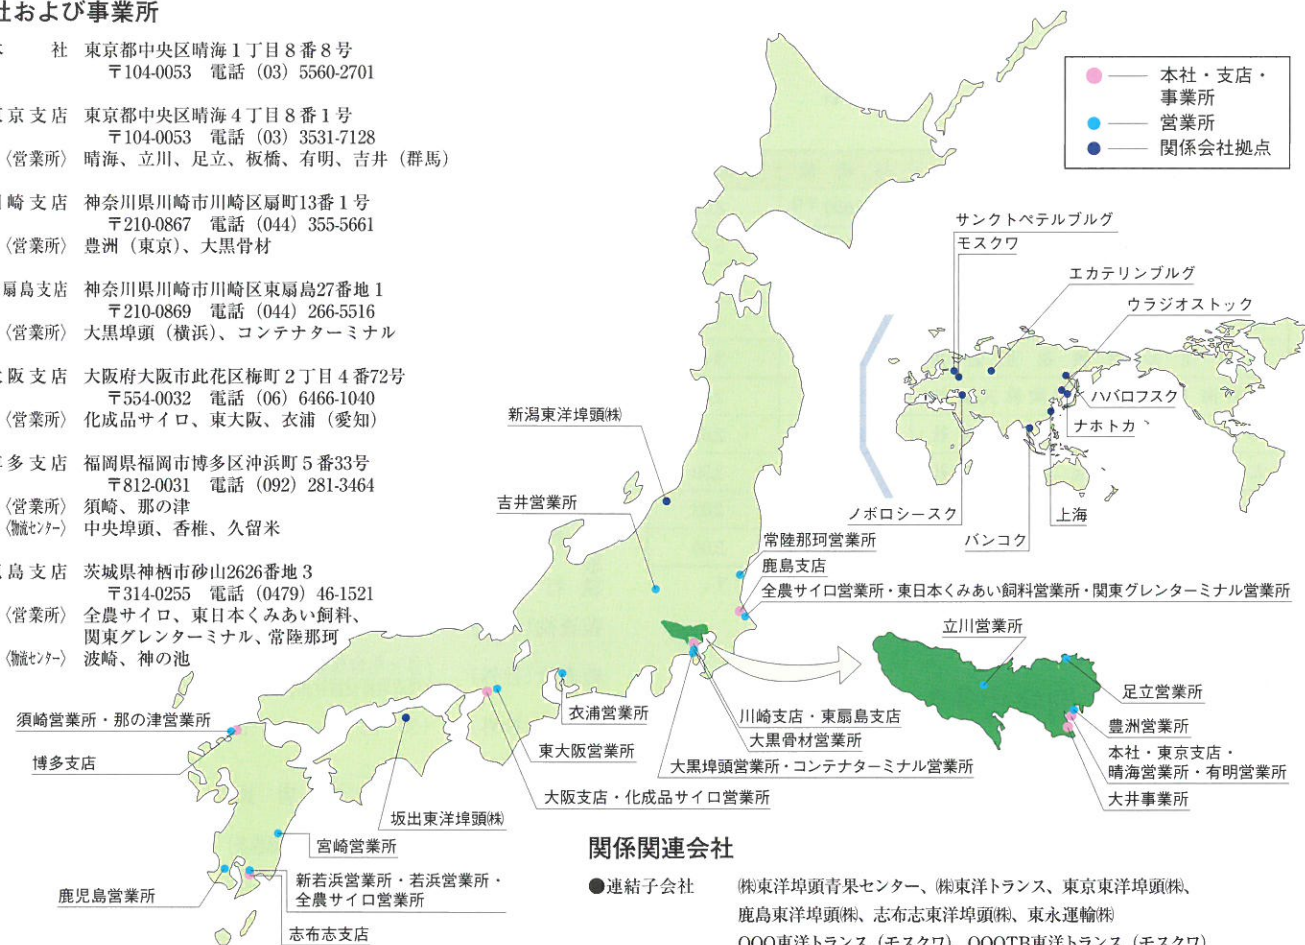 社および事業所
本　社　東京都中央区晴海1丁目8番8号
〒104-0053　電話（03）5560-2701
京支店　東京都中央区晴海4丁目8番1号
〒104-0053　電話（03）3531-7128
〈営業所〉　晴海、立川、足立、板橋、有明、吉井（群馬）
崎支店　神奈川県川崎市川崎区扇町13番1号
〒210-0867　電話（044）355-5661
〈営業所〉　豊洲（東京）、大黒骨材
扇島支店　神奈川県川崎市川崎区東扇島27番地1
〒210-0869　電話（044）266-5516
〈営業所〉　大黒埠頭（横浜）、コンテナターミナル
阪支店　大阪府大阪市此花区梅町2丁目4番72号
〒554-0032　電話（06）6466-1040
〈営業所〉　化成品サイロ、東大阪、衣浦（愛知）
多支店　福岡県福岡市博多区沖浜町5番33号
〒812-0031　電話（092）281-3464
〈営業所〉　須崎、那の津
〈物流センター〉　中央埠頭、香椎、久留米
島支店　茨城県神栖市砂山2626番地3
〒314-0255　電話（0479）46-1521
〈営業所〉　全農サイロ、東日本くみあい飼料、
関東グレンターミナル、常陸那珂
〈物流センター〉　波崎、神の池
本社・支店・
事業所
営業所
関係会社拠点
サンクトペテルブルグ
モスクワ
エカテリンブルグ
ウラジオストック
ハバロフスク
ナホトカ
上海
バンコク
ノボロシースク
新潟東洋埠頭㈱
吉井営業所
常陸那珂営業所
鹿島支店
全農サイロ営業所・東日本くみあい飼料営業所・関東グレンターミナル営業所
立川営業所
足立営業所
豊洲営業所
本社・東京支店・
晴海営業所・有明営業所
大井事業所
川崎支店・東扇島支店
大黒骨材営業所
大黒埠頭営業所・コンテナターミナル営業所
衣浦営業所
東大阪営業所
大阪支店・化成品サイロ営業所
坂出東洋埠頭㈱
須崎営業所・那の津営業所
博多支店
宮崎営業所
鹿児島営業所
新若浜営業所・若浜営業所・
全農サイロ営業所
志布志支店
関係関連会社
●連結子会社　㈱東洋埠頭青果センター、㈱東洋トランス、東京東洋埠頭㈱、
鹿島東洋埠頭㈱、志布志東洋埠頭㈱、東永運輸㈱
OOO東洋トランス（モスクワ）、OOOTB東洋トランス（モスクワ）